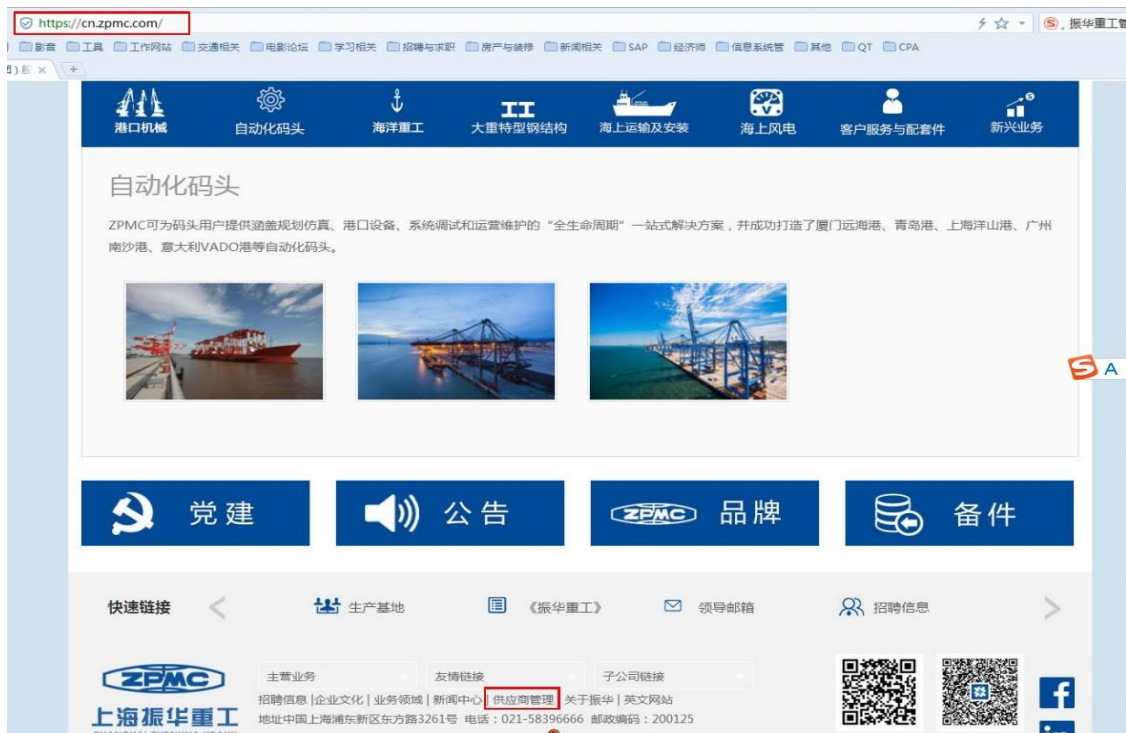 https://cn.zpmc.com/
振华重工
影音 工具 工作网站 交通相关 电影论坛 学习相关 招聘与求职 房产与装修 新闻相关 SAP 经济师 信息系统管 其他 QT CPA
港口机械 自动化码头 海洋重工 大重特型钢结构 海上运输及安装 海上风电 客户服务与配套件 新兴业务
自动化码头
ZPMC可为码头用户提供涵盖规划仿真、港口设备、系统调试和运营维护的“全生命周期”一站式解决方案，并成功打造了厦门远海港、青岛港、上海洋山港、广州
南沙港、意大利VADO港等自动化码头。
A
党建 公告 ZPMC 品牌 备件
快速链接 生产基地 《振华重工》 领导邮箱 招聘信息
ZPMC
上海振华重工
主营业务 友情链接 子公司链接
招聘信息 |企业文化 | 业务领域 | 新闻中心 | 供应商管理 | 关于振华 | 英文网站
地址中国上海浦东新区东方路3261号 电话：021-58396666 邮政编码：200125